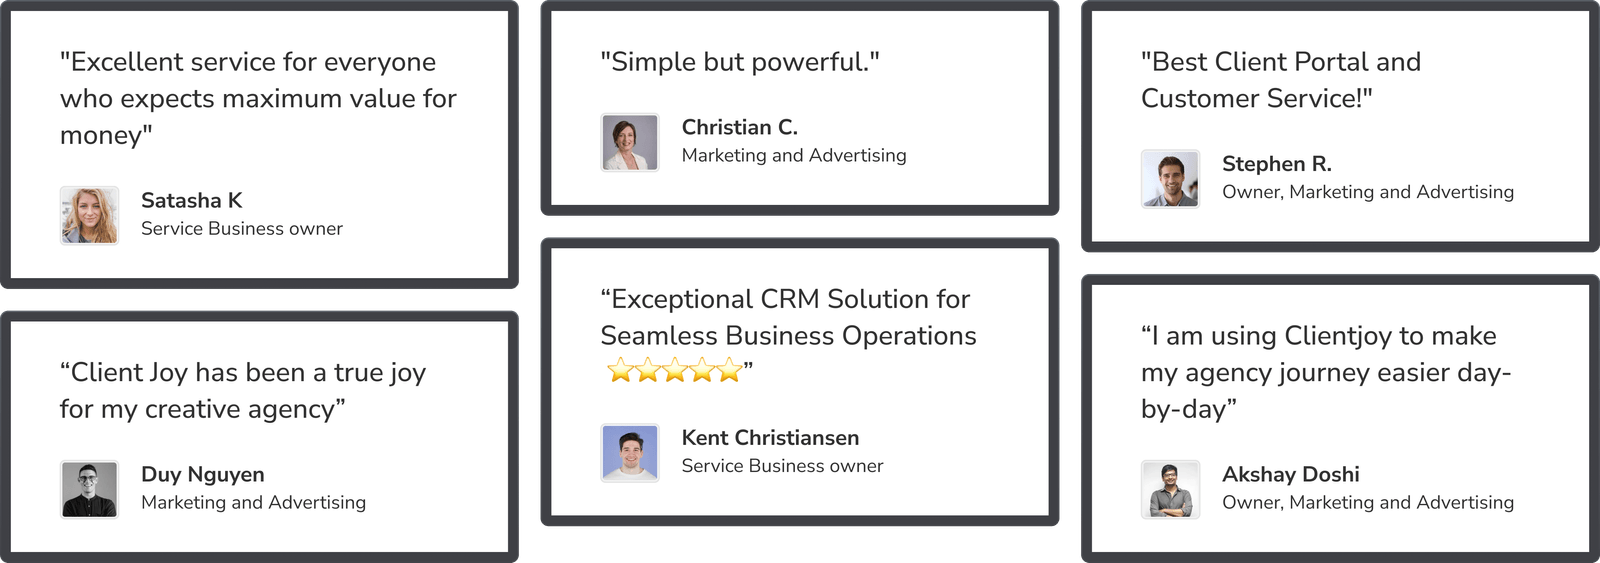 "Excellent service for everyone
who expects maximum value for
money"
Satasha K
Service Business owner
“Client Joy has been a true joy
for my creative agency”
Duy Nguyen
Marketing and Advertising
"Simple but powerful."
Christian C.
Marketing and Advertising
“Exceptional CRM Solution for
Seamless Business Operations
⭐⭐⭐⭐⭐”
Kent Christiansen
Service Business owner
"Best Client Portal and
Customer Service!"
Stephen R.
Owner, Marketing and Advertising
“I am using Clientjoy to make
my agency journey easier day-
by-day”
Akshay Doshi
Owner, Marketing and Advertising